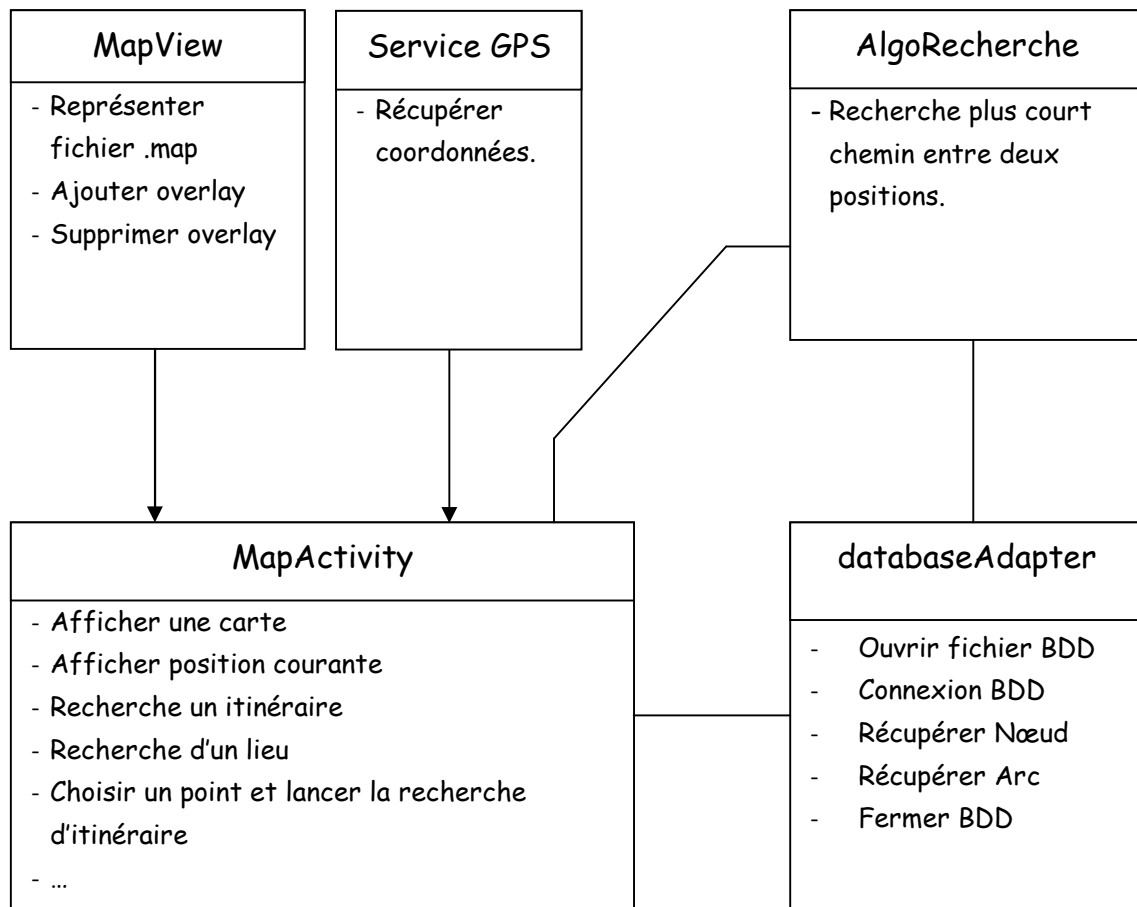 MapView
- Représenter
fichier .map
- Ajouter overlay
- Supprimer overlay
Service GPS
- Récupérer
coordonnées.
AlgoRecherche
- Recherche plus court
chemin entre deux
positions.
MapActivity
- Afficher une carte
- Afficher position courante
- Recherche un itinéraire
- Recherche d'un lieu
- Choisir un point et lancer la recherche
d'itinéraire
- …
databaseAdapter
- Ouvrir fichier BDD
- Connexion BDD
- Récupérer Nœud
- Récupérer Arc
- Fermer BDD